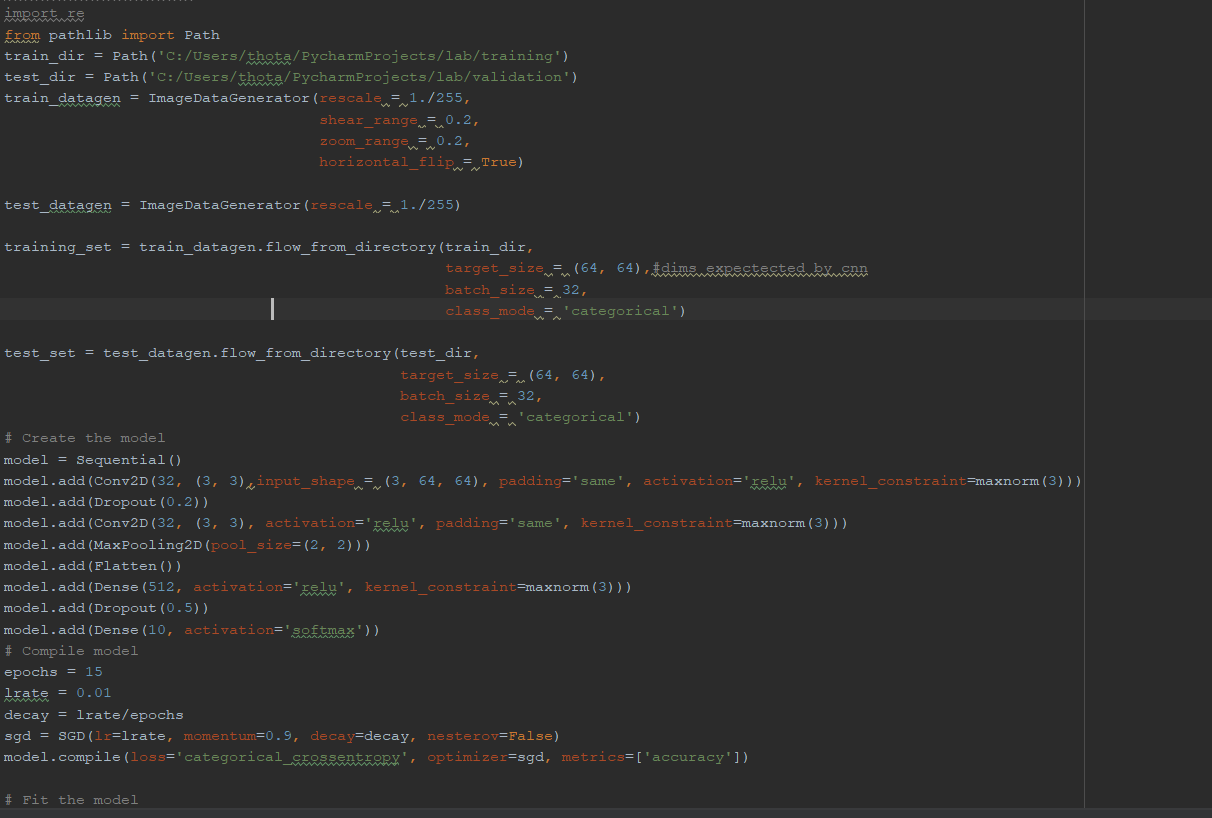 import re
from pathlib import Path
train_dir = Path('C:/Users/thota/PycharmProjects/lab/training')
test_dir = Path('C:/Users/thota/PycharmProjects/lab/validation')
train_datagen = ImageDataGenerator(rescale = 1./255,
shear_range = 0.2,
zoom_range = 0.2,
horizontal_flip = True)
test_datagen = ImageDataGenerator(rescale = 1./255)
training_set = train_datagen.flow_from_directory(train_dir,
target_size = (64, 64),#dims expectected by cnn
batch_size = 32,
class_mode = 'categorical')
test_set = test_datagen.flow_from_directory(test_dir,
target_size = (64, 64),
batch_size = 32,
class_mode = 'categorical')
# Create the model
model = Sequential()
model.add(Conv2D(32, (3, 3),input_shape = (3, 64, 64), padding='same', activation='relu', kernel_constraint=maxnorm(3)))
model.add(Dropout(0.2))
model.add(Conv2D(32, (3, 3), activation='relu', padding='same', kernel_constraint=maxnorm(3)))
model.add(MaxPooling2D(pool_size=(2, 2)))
model.add(Flatten())
model.add(Dense(512, activation='relu', kernel_constraint=maxnorm(3)))
model.add(Dropout(0.5))
model.add(Dense(10, activation='softmax'))
# Compile model
epochs = 15
lrate = 0.01
decay = lrate/epochs
sgd = SGD(lr=lrate, momentum=0.9, decay=decay, nesterov=False)
model.compile(loss='categorical_crossentropy', optimizer=sgd, metrics=['accuracy'])
# Fit the model